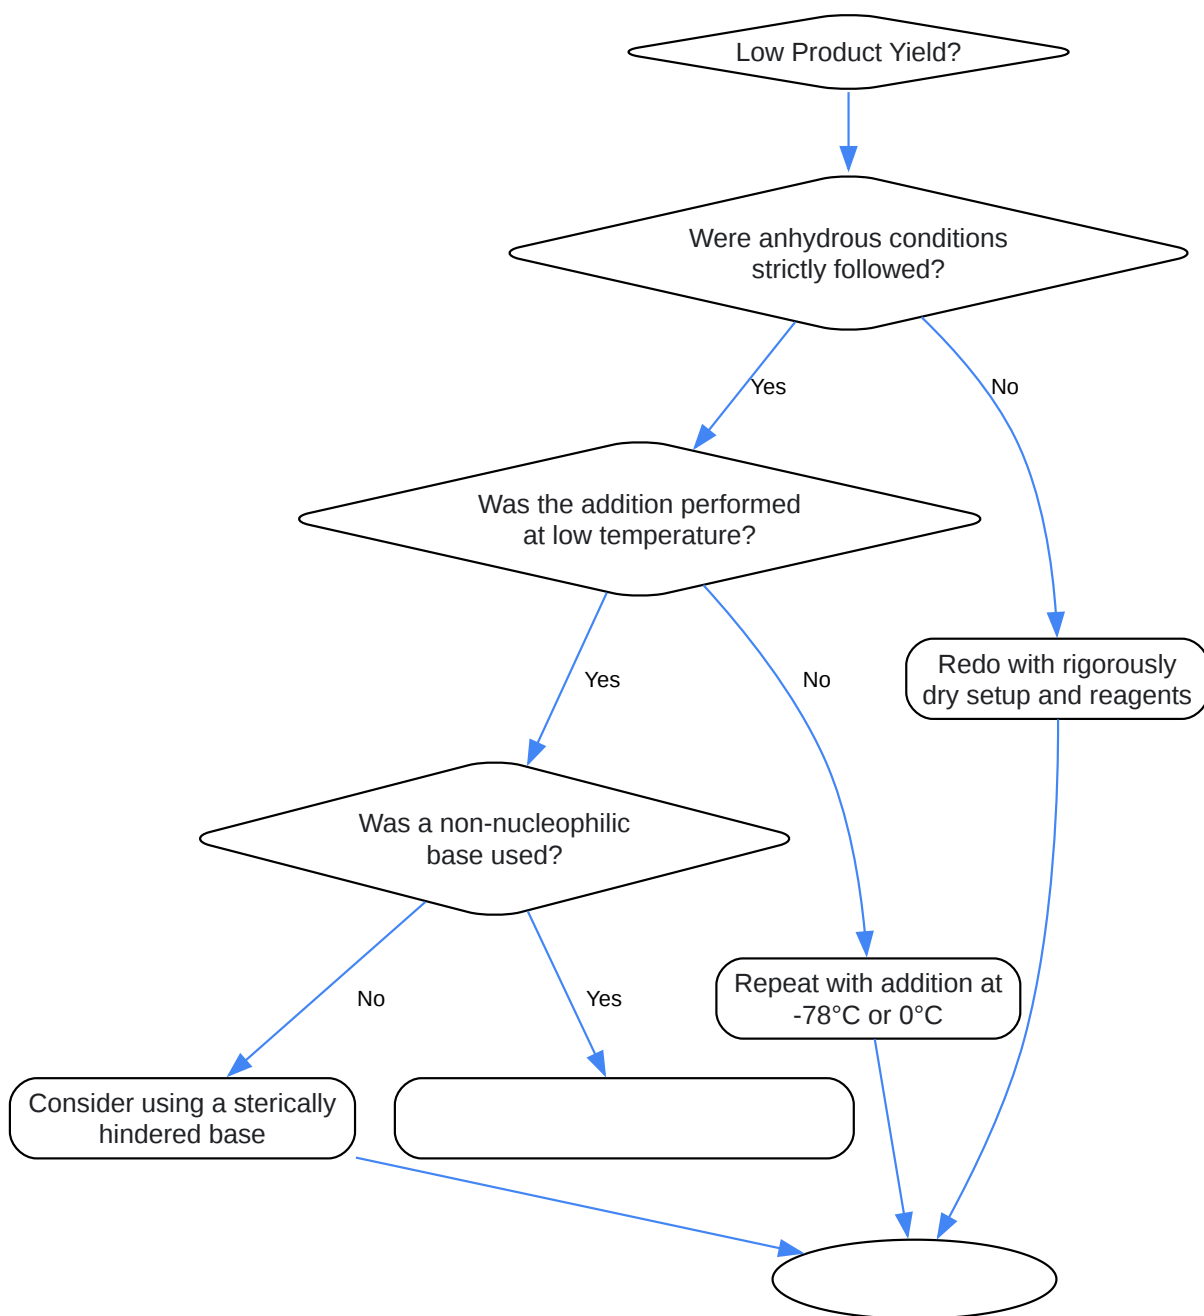 Low Product Yield?
Were anhydrous conditions
strictly followed?
Yes
No
Was the addition performed
at low temperature?
Yes
No
Redo with rigorously
dry setup and reagents
Was a non-nucleophilic
base used?
No
Yes
Repeat with addition at
-78°C or 0°C
Consider using a sterically
hindered base